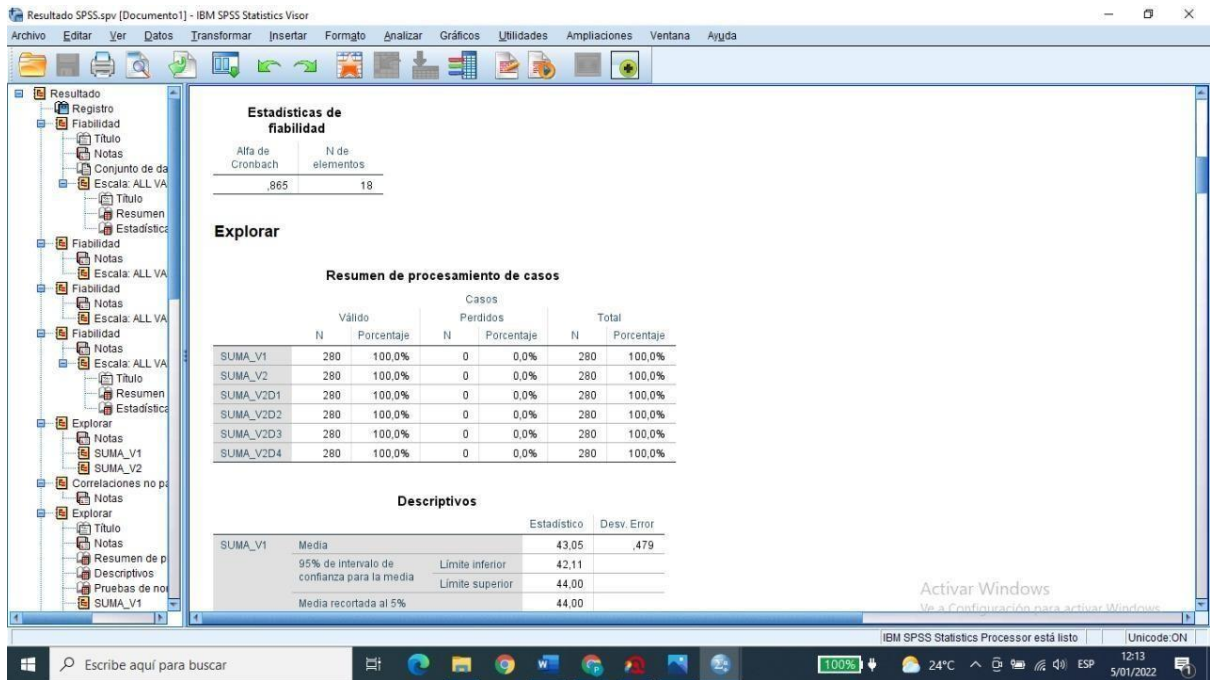 Resultado SPSS.spv [Documento1] - IBM SPSS Statistics Visor
Archivo Editar Ver Datos Transformar Insertar Formato Analizar Gráficos Utilidades Ampliaciones Ventana Ayuda
Resultado
Registro
Fiabilidad
Título
Notas
Conjunto de da
Escala: ALL VA
Título
Resumen
Estadística
Fiabilidad
Notas
Escala: ALL VA
Fiabilidad
Notas
Escala: ALL VA
Fiabilidad
Notas
Escala: ALL VA
Título
Resumen
Estadística
Explorar
Notas
SUMA_V1
SUMA_V2
Correlaciones no pa
Notas
Explorar
Título
Notas
Resumen de p
Descriptivos
Pruebas de nor
SUMA_V1
Estadísticas de
fiabilidad
Alfa de N de
Cronbach elementos
,865 18
Explorar
Resumen de procesamiento de casos
Casos
Válido Perdidos Total
N Porcentaje N Porcentaje N Porcentaje
SUMA_V1 280 100,0% 0 0,0% 280 100,0%
SUMA_V2 280 100,0% 0 0,0% 280 100,0%
SUMA_V2D1 280 100,0% 0 0,0% 280 100,0%
SUMA_V2D2 280 100,0% 0 0,0% 280 100,0%
SUMA_V2D3 280 100,0% 0 0,0% 280 100,0%
SUMA_V2D4 280 100,0% 0 0,0% 280 100,0%
Descriptivos
Estadístico Desv. Error
SUMA_V1 Media 43,05 ,479
95% de intervalo de Límite inferior 42,11
confianza para la media Límite superior 44,00
Media recortada al 5% 44,00
Activar Windows
Ve a Configuración para activar Windows.
IBM SPSS Statistics Processor está listo Unicode:ON
Escribe aquí para buscar
100% 24°C ESP
12:13
5/01/2022